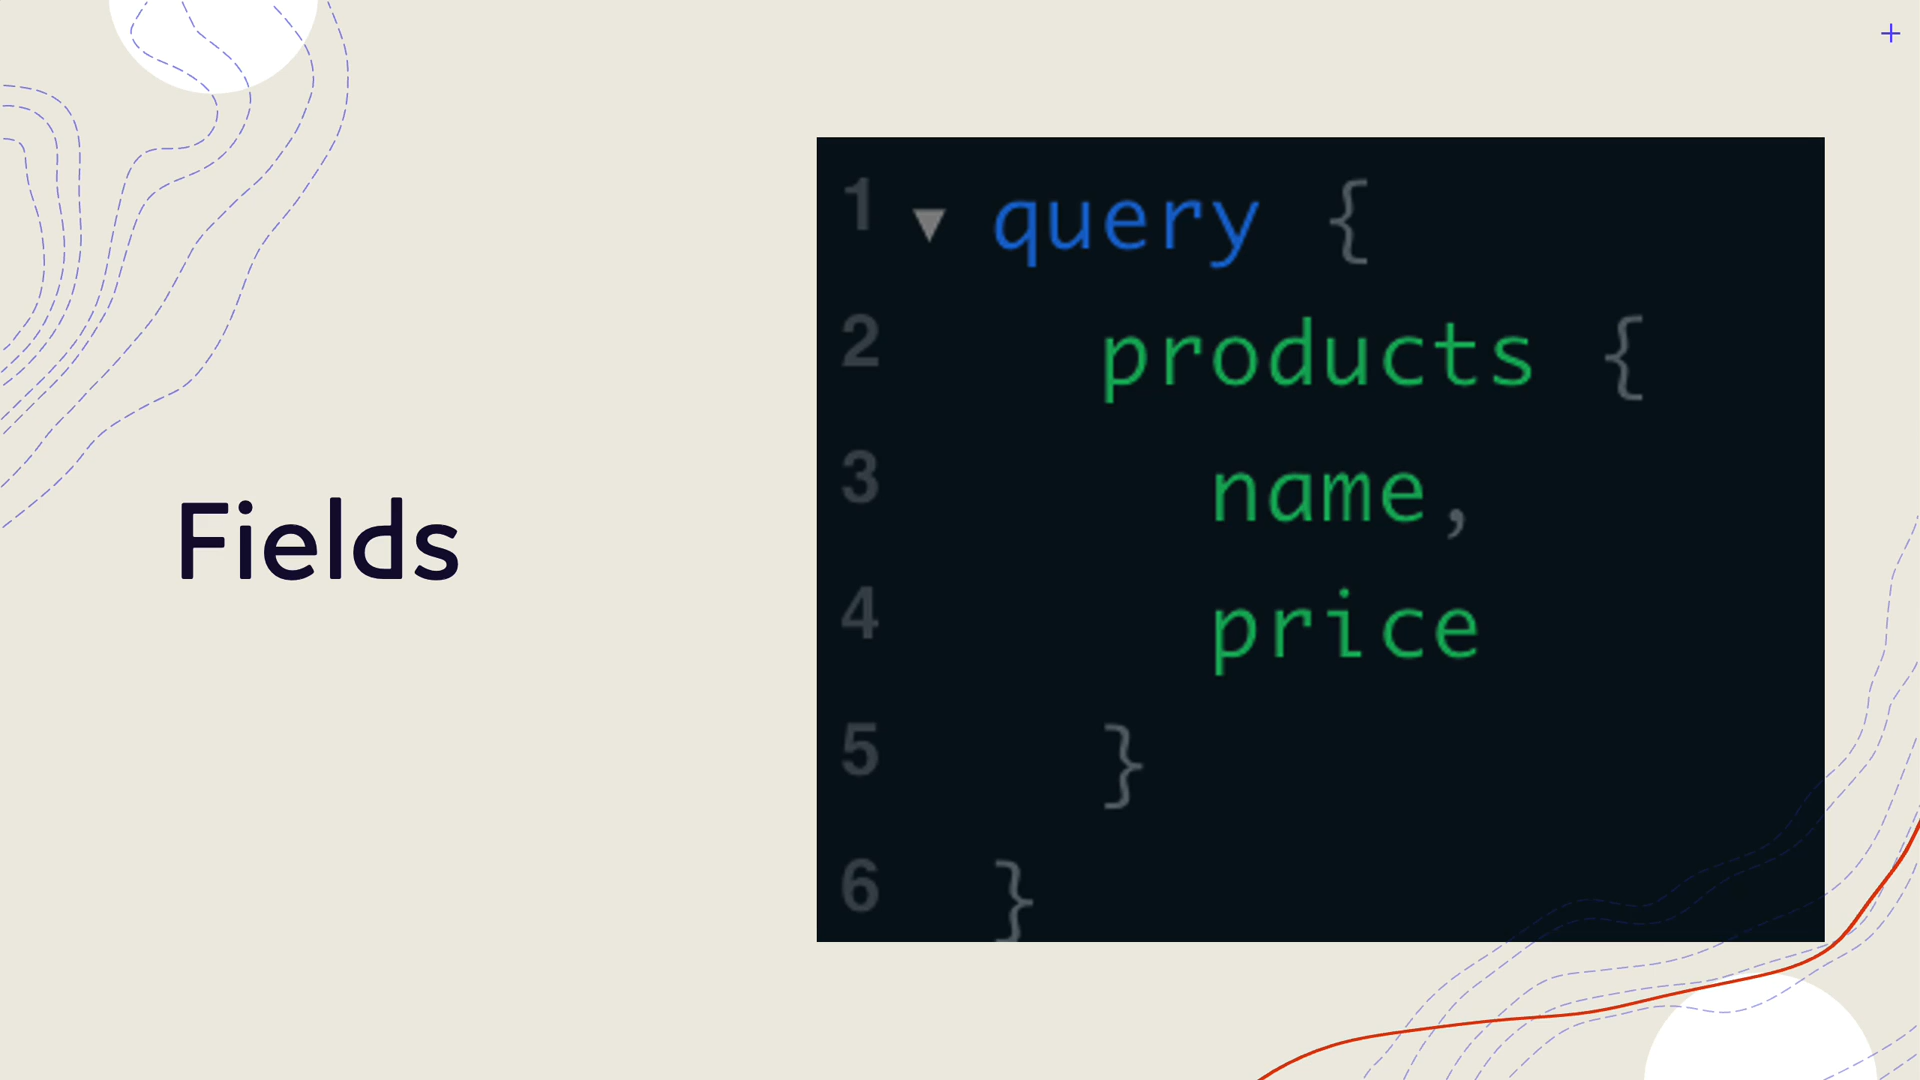 Fields
1 ▼ query {
2 products {
3 name,
4 price
5 }
6 }